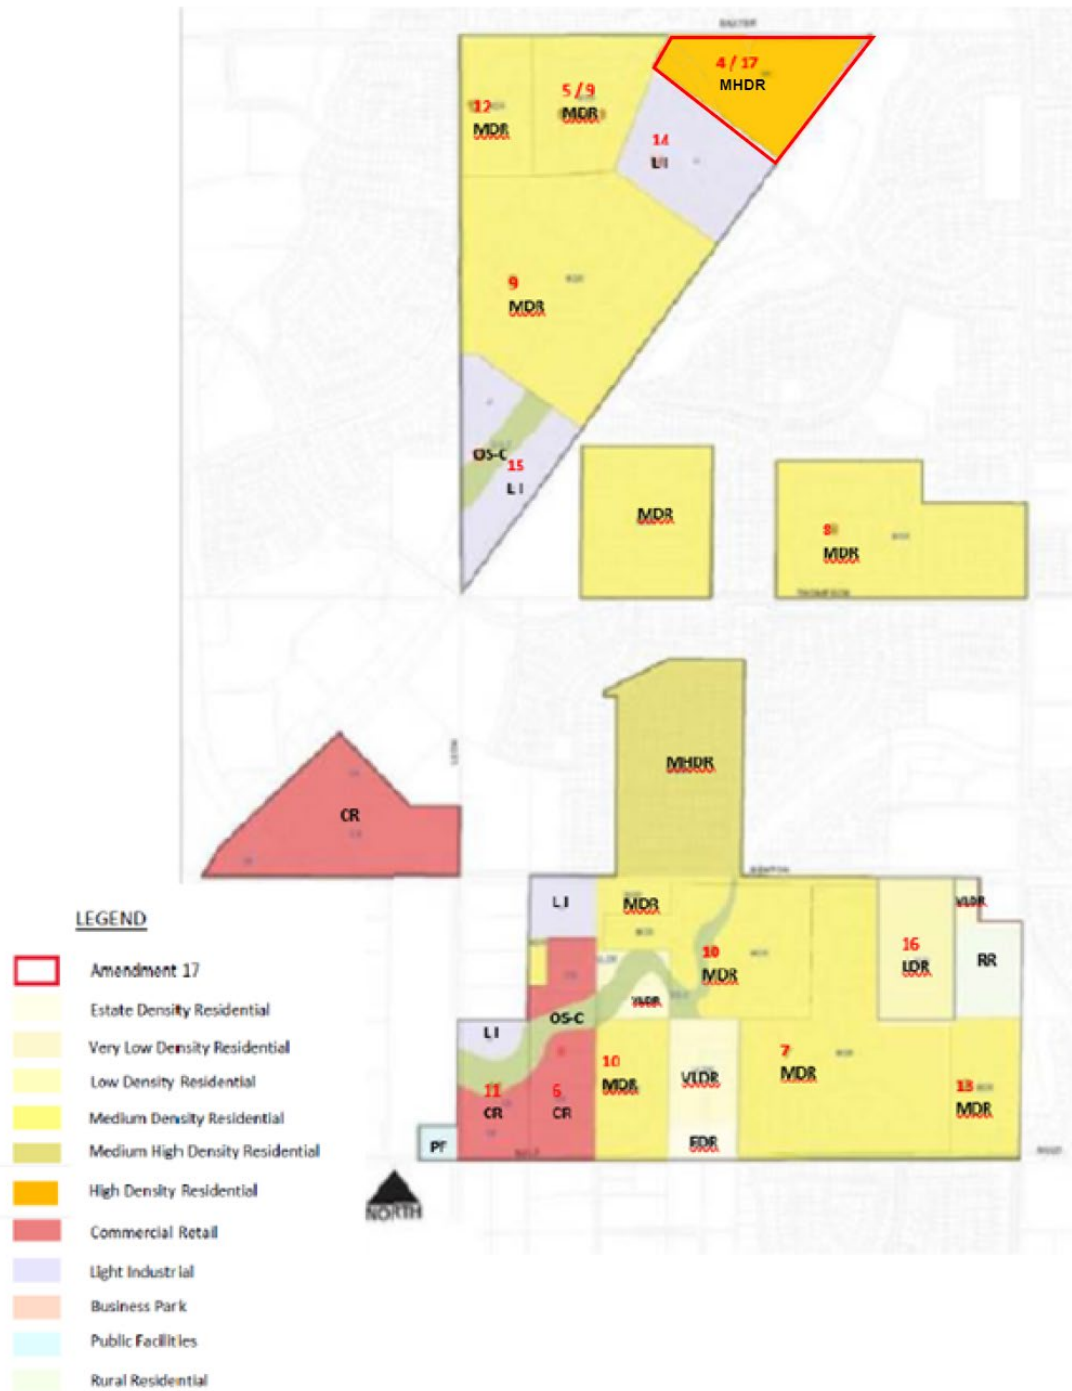 BAXTER
4 / 17
MHDR
5 / 9
MDR
12
MDR
14
LI
9
MDR
OS-C
15
LI
MDR
8
MDR
THOMPSON
MHDR
CR
LI
MDR
VLDR
16
LDR
RR
10
MDR
VLDR
OS-C
LI
10
MDR
VLDR
7
MDR
13
MDR
11
CR
6
CR
EDR
PF
NORTH
LEGEND
Amendment 17
Estate Density Residential
Very Low Density Residential
Low Density Residential
Medium Density Residential
Medium High Density Residential
High Density Residential
Commercial Retail
Light Industrial
Business Park
Public Facilities
Rural Residential